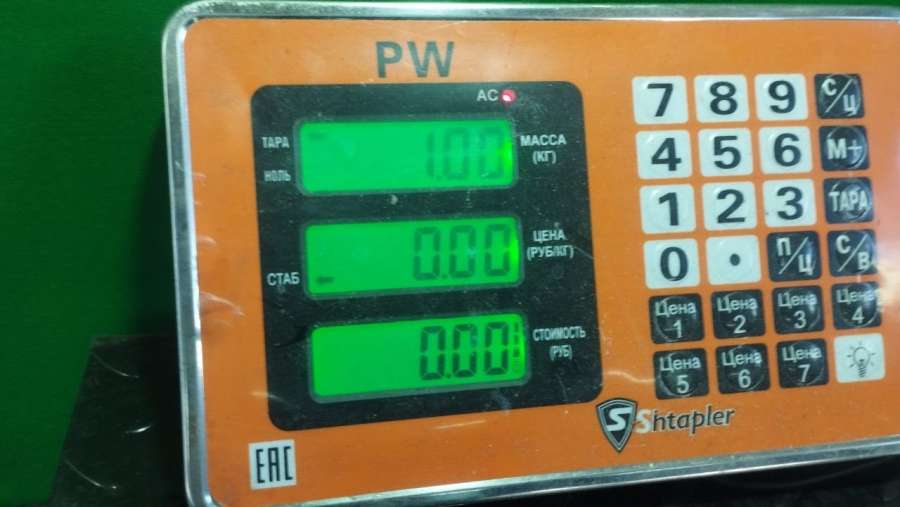 PW
AC
ТАРА
НОЛЬ
1.00
МАССА
(КГ)
СТАБ
0.00
ЦЕНА
(РУБ/КГ)
0.00
СТОИМОСТЬ
(РУБ)
7 8 9 С/Ц
4 5 6 М+
1 2 3 ТАРА
0 . П/Ц С/В
Цена 1 Цена 2 Цена 3 Цена 4
Цена 5 Цена 6 Цена 7
S Shtapler
EAC